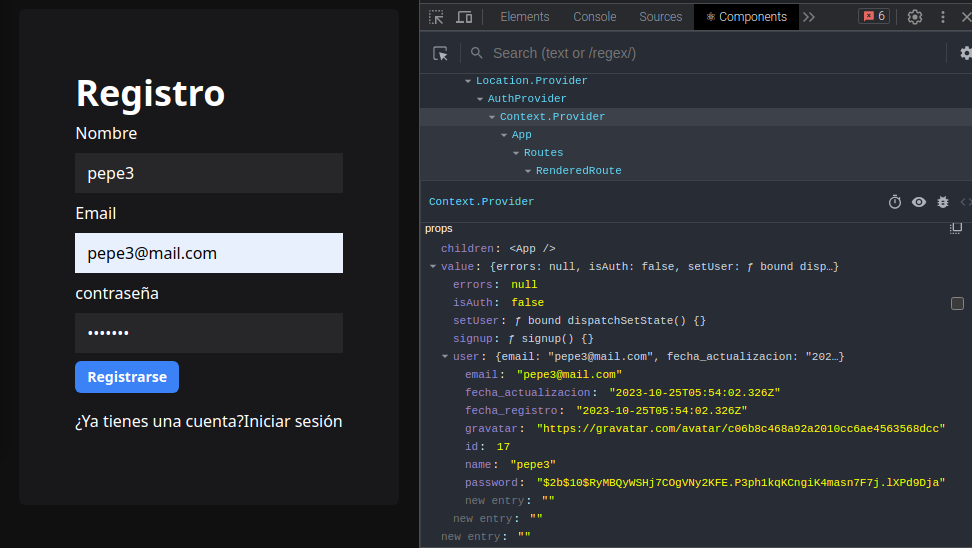 Registro
Nombre
pepe3
Email
pepe3@mail.com
contraseña
•••••••
Registrarse
¿Ya tienes una cuenta?Iniciar sesión
Elements
Console
Sources
⚛ Components
»
6
Search (text or /regex/)
Location.Provider
AuthProvider
Context.Provider
App
Routes
RenderedRoute
Context.Provider
props
children: <App />
value: {errors: null, isAuth: false, setUser: ƒ bound disp…}
errors: null
isAuth: false
setUser: ƒ bound dispatchSetState() {}
signup: ƒ signup() {}
user: {email: "pepe3@mail.com", fecha_actualizacion: "202…}
email: "pepe3@mail.com"
fecha_actualizacion: "2023-10-25T05:54:02.326Z"
fecha_registro: "2023-10-25T05:54:02.326Z"
gravatar: "https://gravatar.com/avatar/c06b8c468a92a2010cc6ae4563568dcc"
id: 17
name: "pepe3"
password: "$2b$10$RyMBQyWSHj7COgVNy2KFE.P3ph1kqKCngiK4masn7F7j.lXPd9Dja"
new entry: ""
new entry: ""
new entry: ""